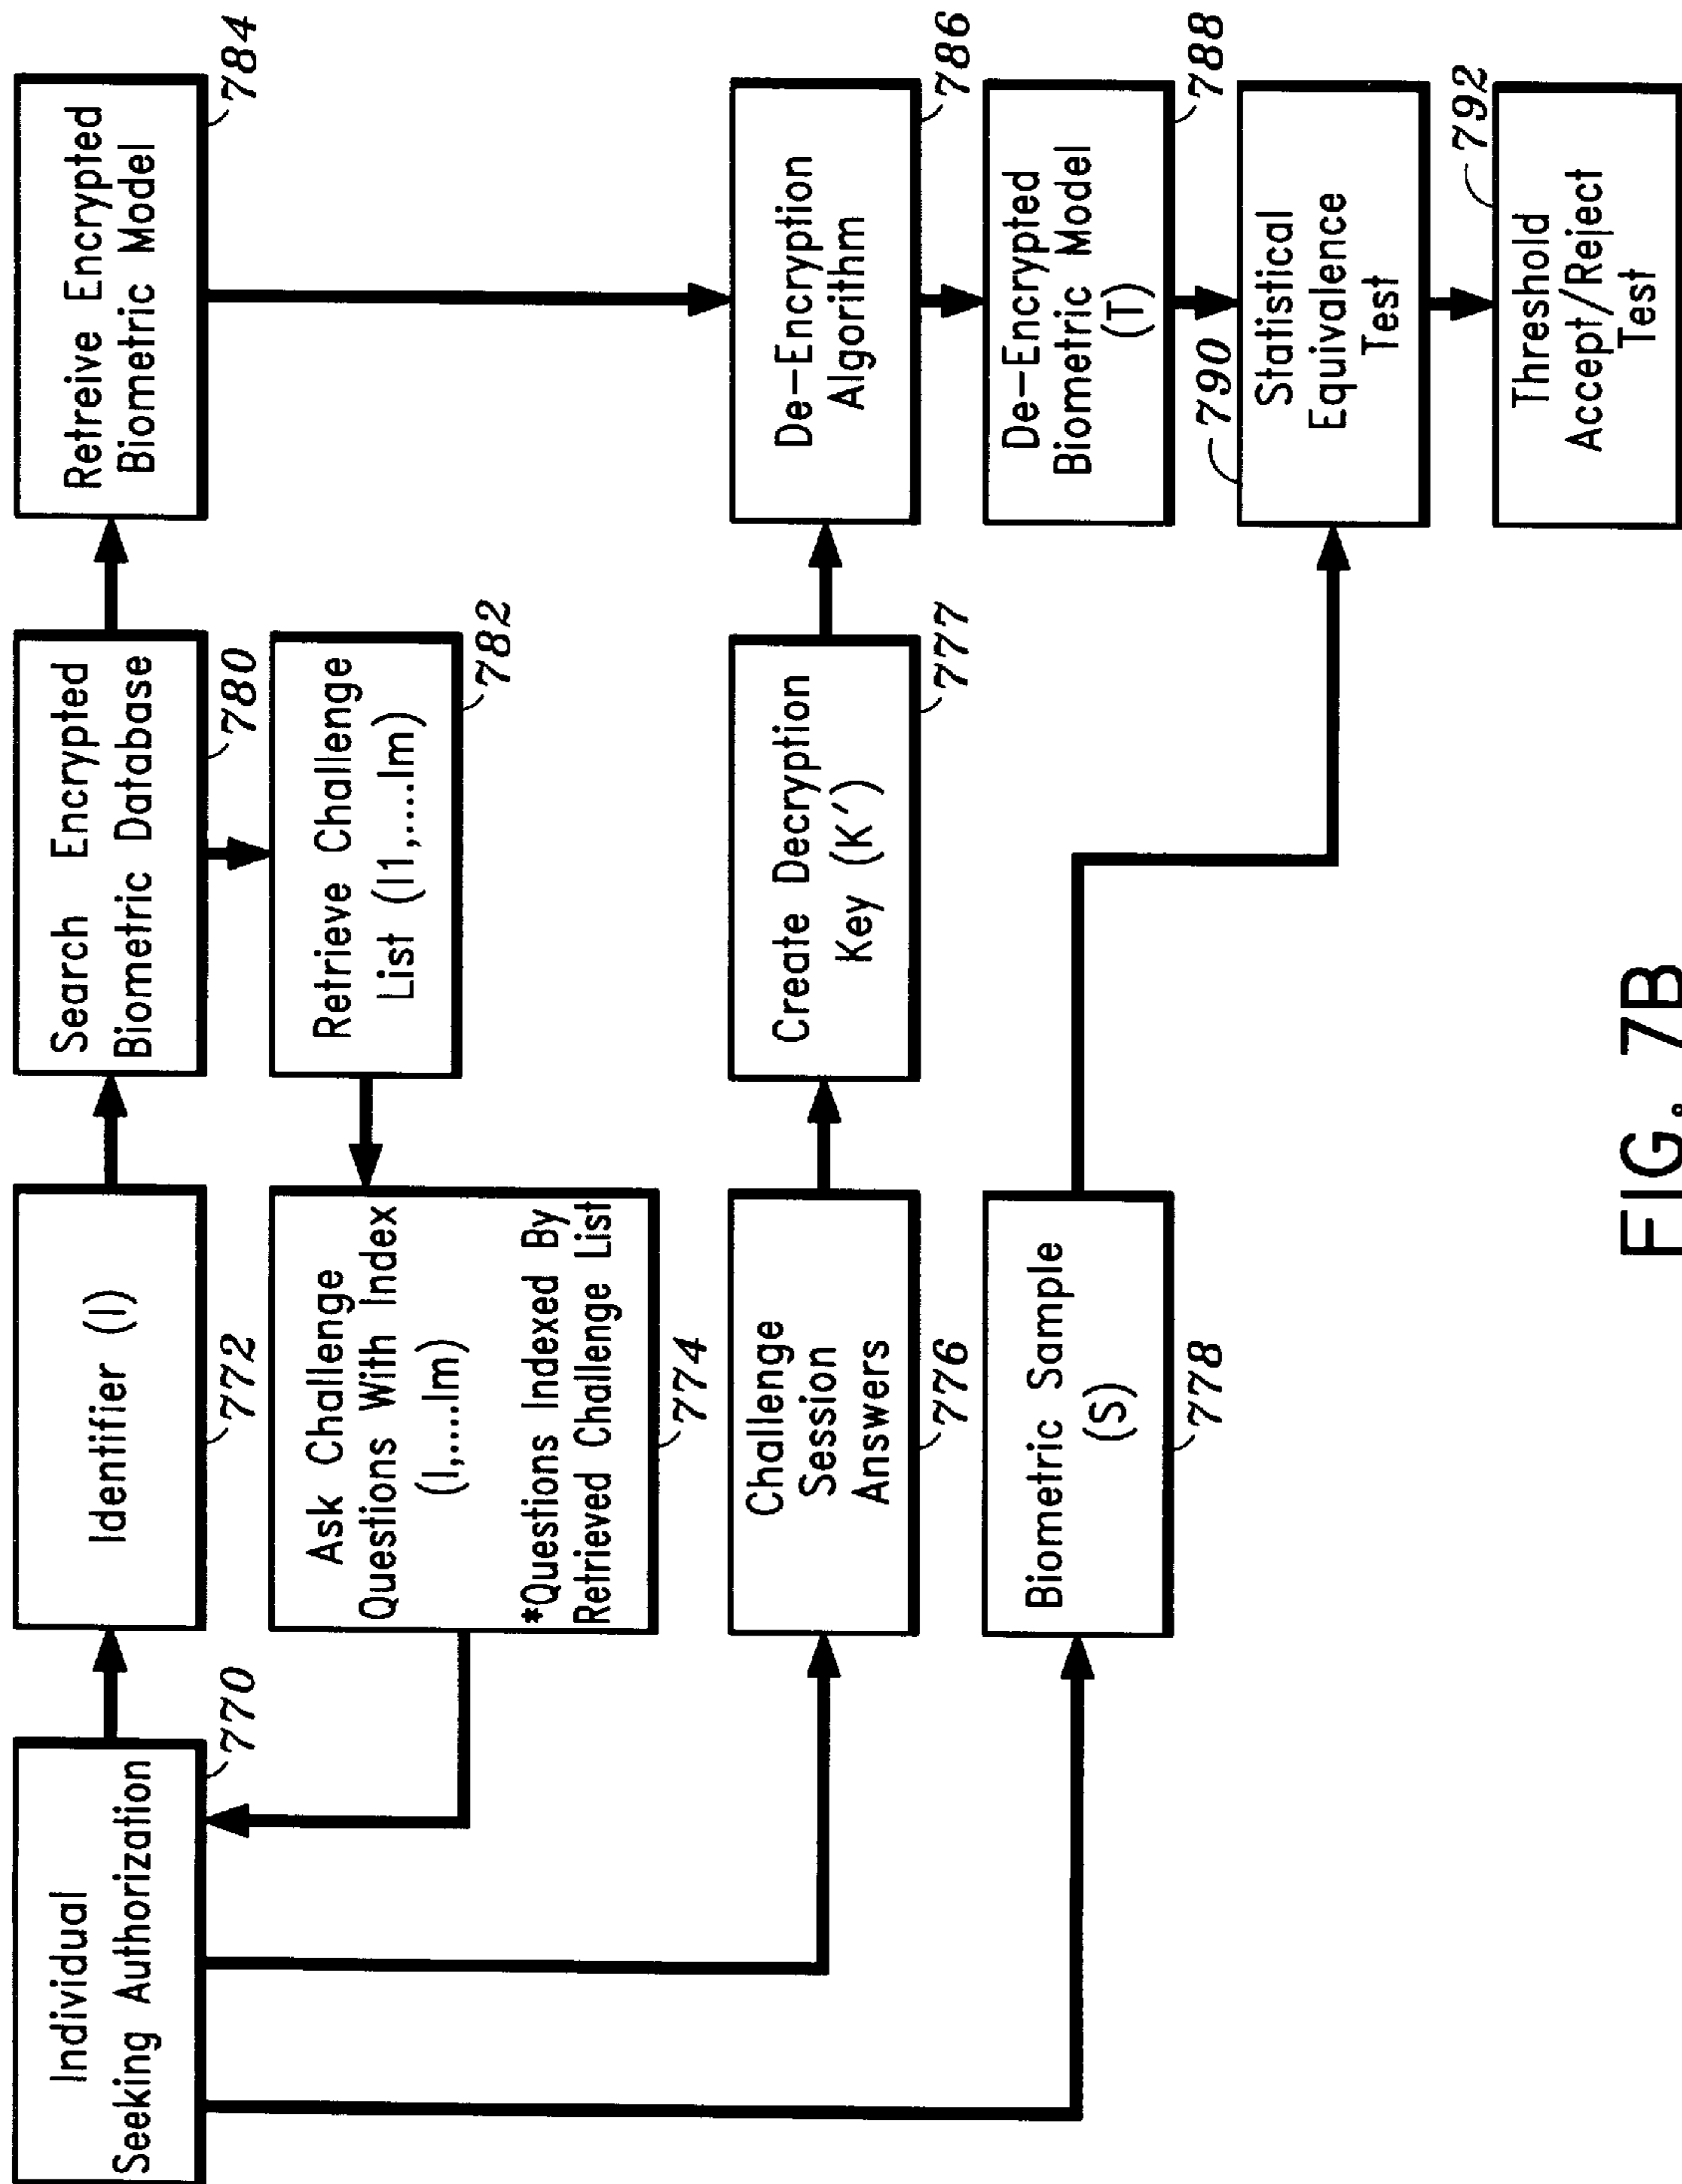 Individual
Seeking Authorization
770
Identifier (I)
772
Search Encrypted
Biometric Database
780
Retreive Encrypted
Biometric Model
784
Ask Challenge
Questions With Index
(I,....Im)
*Questions Indexed By
Retrieved Challenge List
774
Retrieve Challenge
List (I1,....Im)
782
Challenge
Session
Answers
776
Create Decryption
Key (K′)
777
De-Encryption
Algorithm
786
Biometric Sample
(S)
778
De-Encrypted
Biometric Model
(T)
788
790
Statistical
Equivalence
Test
792
Threshold
Accept/Reject
Test
FIG. 7B